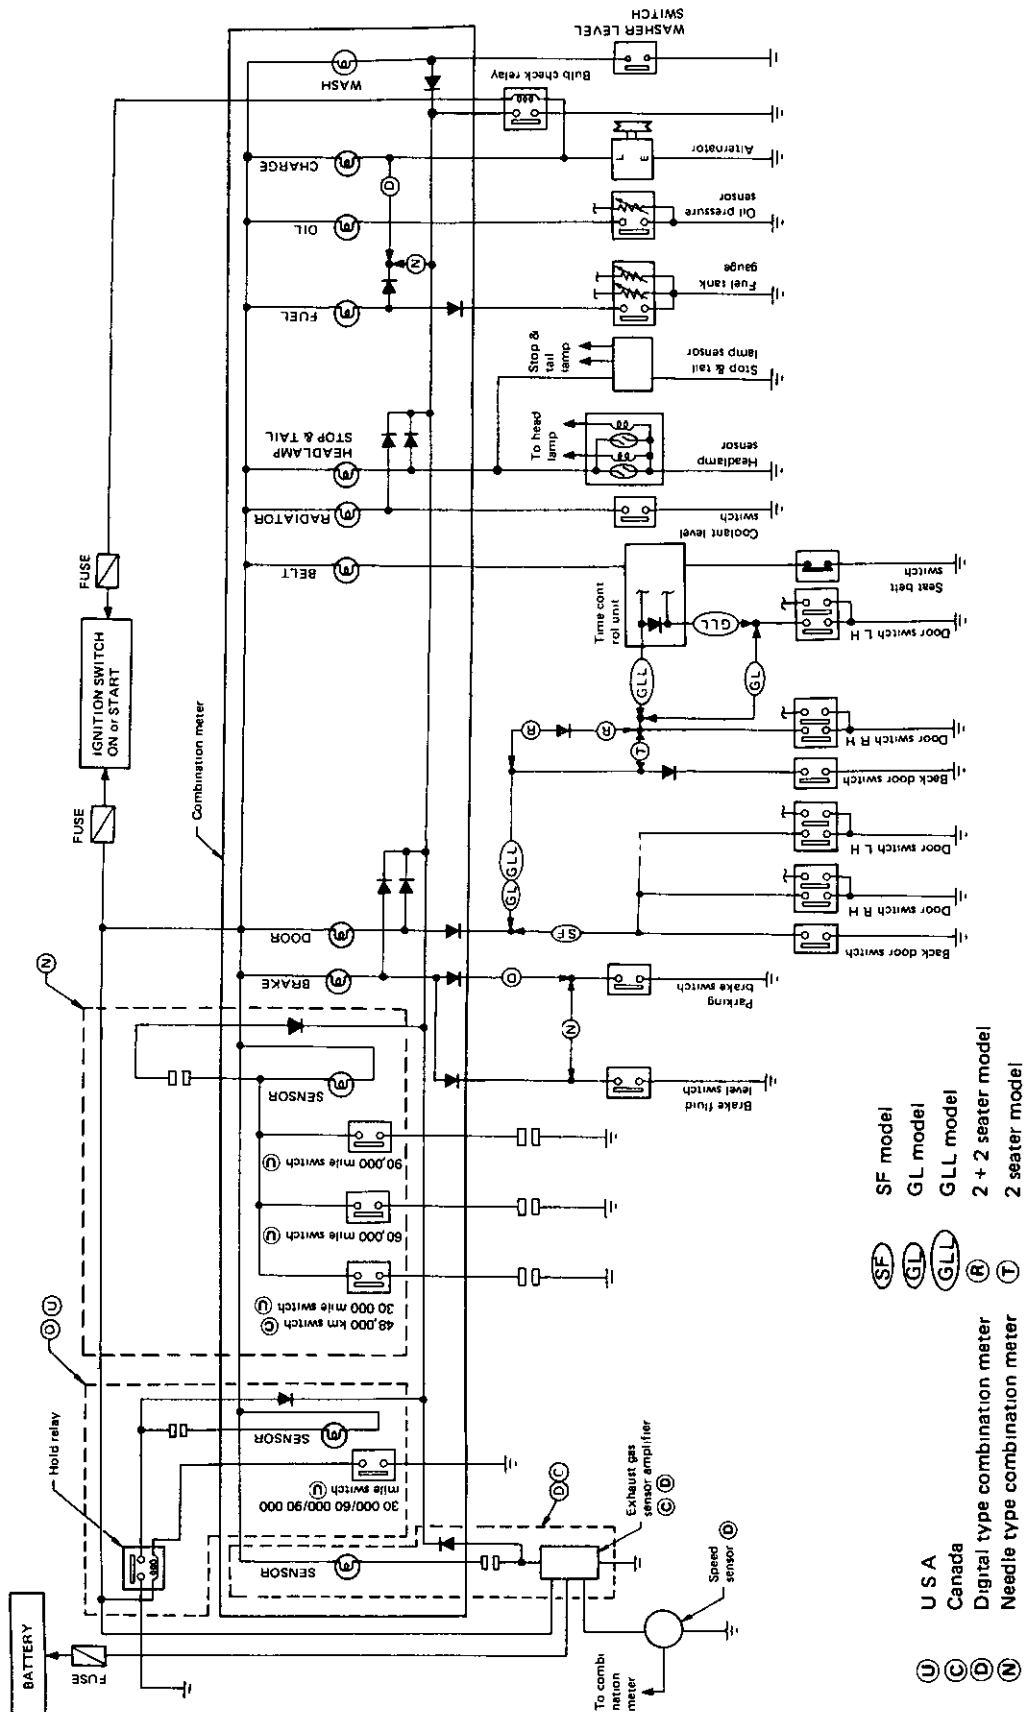 BATTERY
FUSE
Hold relay
D U
N
FUSE
IGNITION SWITCH
ON or START
FUSE
Combination meter
SENSOR
30 000/60 000/90 000
mile switch
U
SENSOR
48,000 km switch C
30 000 mile switch U
60,000 mile switch U
90,000 mile switch U
SENSOR
BRAKE
DOOR
BELT
RADIATOR
HEADLAMP
STOP & TAIL
FUEL
OIL
CHARGE
WASH
N
D
D C
Exhaust gas
sensor amplifier
C D
Speed
sensor D
To combi
nation
meter
Brake fluid
level switch
N
D
Parking
brake switch
SF
GL
GLL
Back door switch
Door switch R H
Door switch L H
Back door switch
Door switch R H
T
R
R
GLL
GL
GLL
Time cont
rol unit
Door switch L H
Seat belt
switch
Coolant level
switch
To head
lamp
Headlamp
sensor
Stop &
tail
lamp
Stop & tail
lamp sensor
Fuel tank
gauge
Oil pressure
sensor
L
E
Alternator
Bulb check relay
WASHER LEVEL
SWITCH
U U S A
C Canada
D Digital type combination meter
N Needle type combination meter
SF SF model
GL GL model
GLL GLL model
R 2 + 2 seater model
T 2 seater model